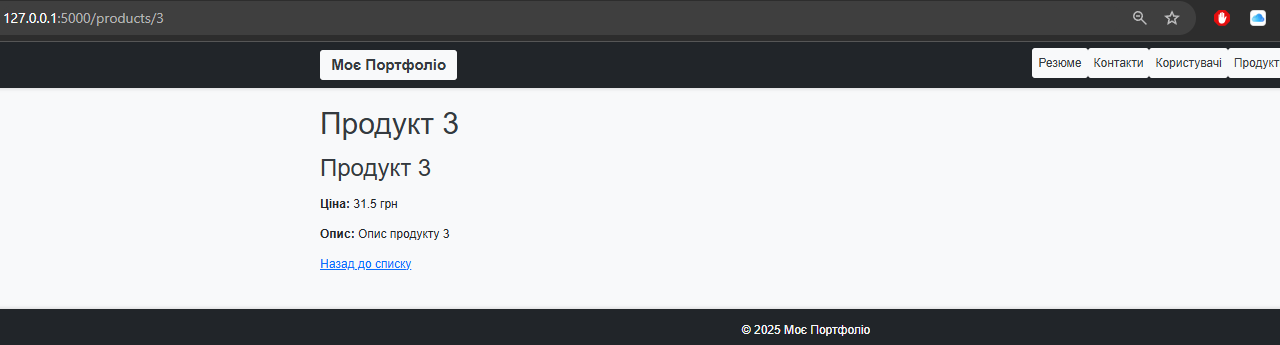 127.0.0.1:5000/products/3
Моє Портфоліо
Резюме Контакти Користувачі Продукт
Продукт 3
Продукт 3
Ціна: 31.5 грн
Опис: Опис продукту 3
Назад до списку
© 2025 Моє Портфоліо